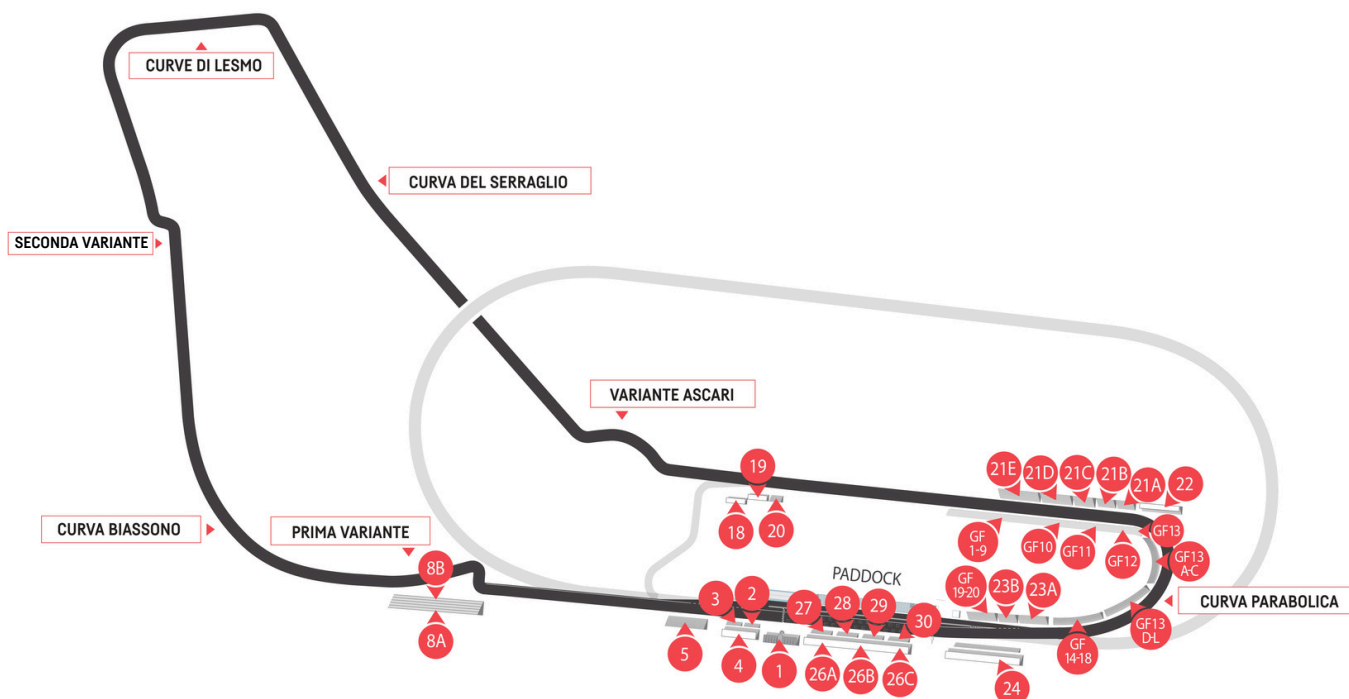 CURVE DI LESMO
CURVA DEL SERRAGLIO
SECONDA VARIANTE
VARIANTE ASCARI
19
21E
21D
21C
21B
21A
22
18
20
GF
1-9
GF10
GF11
GF12
GF13
CURVA BIASSONO
PRIMA VARIANTE
8B
8A
PADDOCK
GF
19-20
23B
23A
GF13
A-C
CURVA PARABOLICA
GF13
D-L
GF
14-18
3
2
27
28
29
30
5
4
1
26A
26B
26C
24